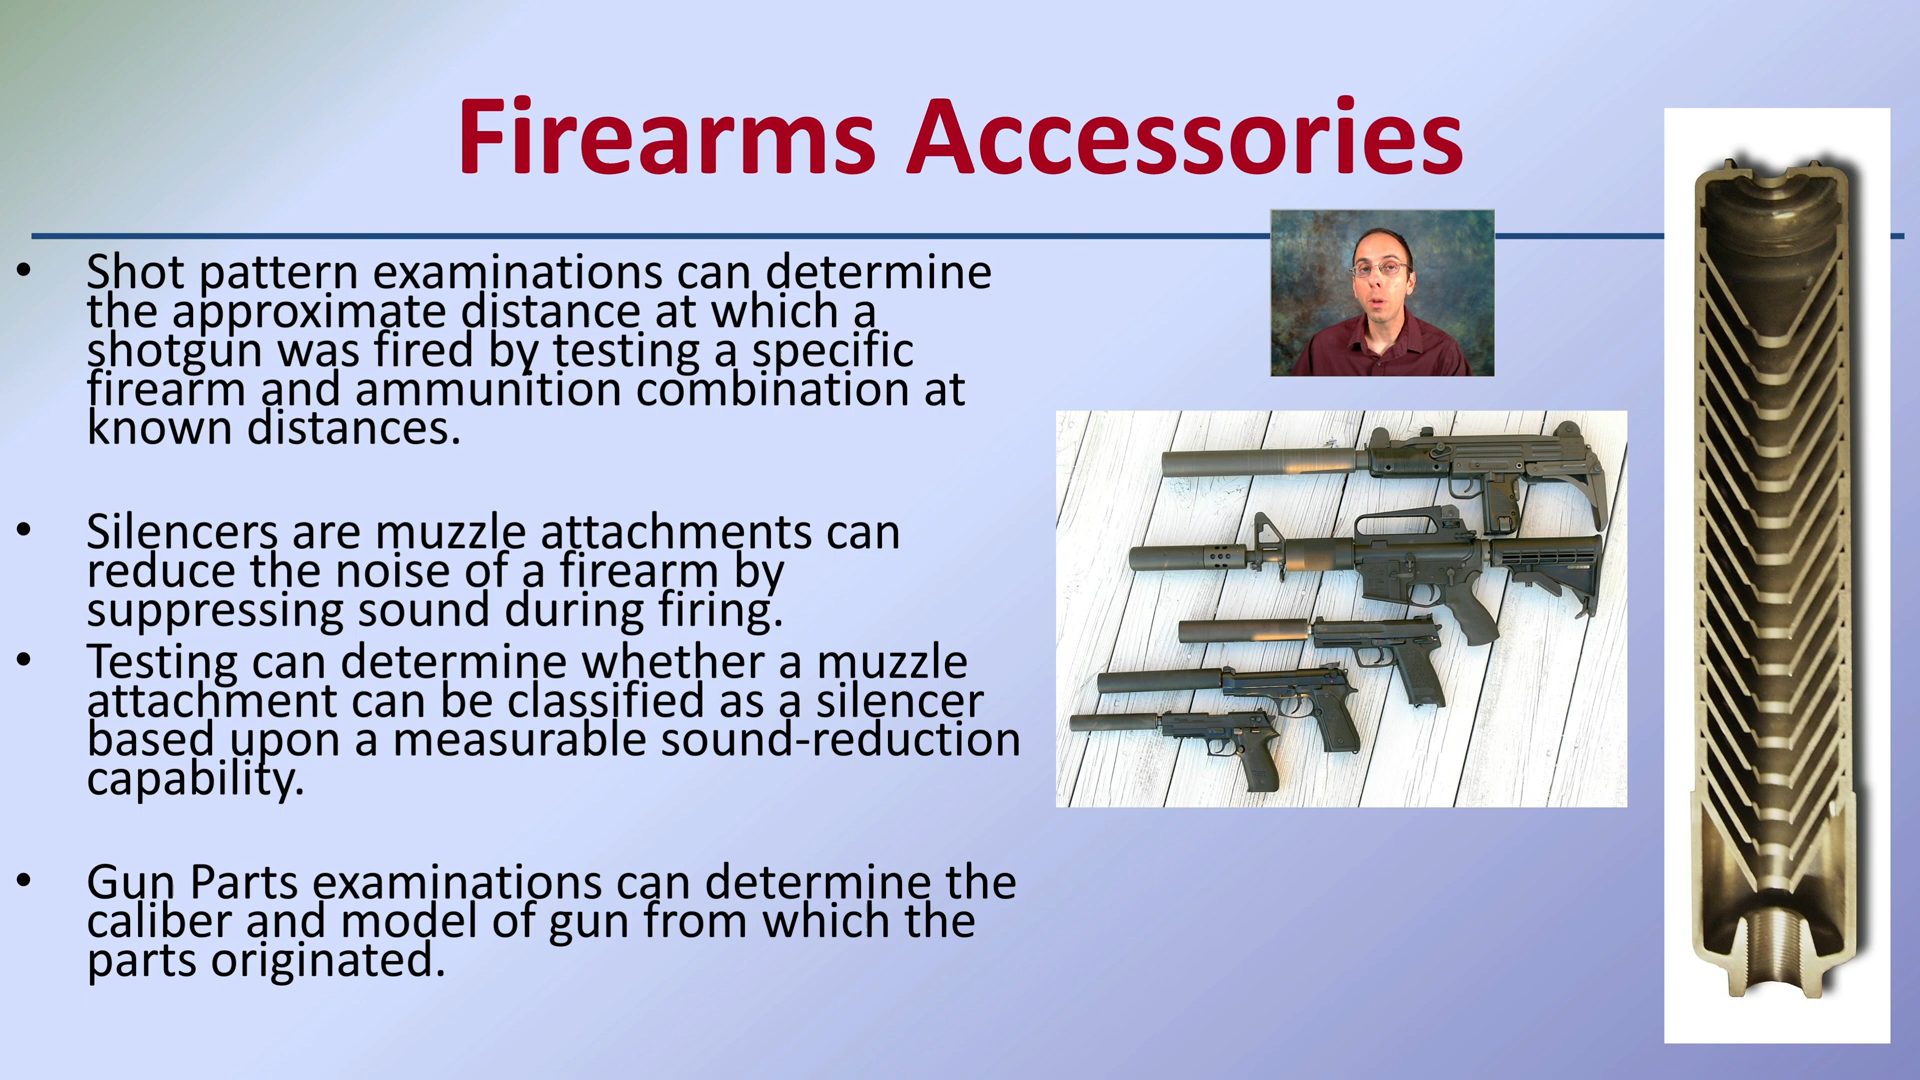 Firearms Accessories
• Shot pattern examinations can determine
the approximate distance at which a
shotgun was fired by testing a specific
firearm and ammunition combination at
known distances.
• Silencers are muzzle attachments can
reduce the noise of a firearm by
suppressing sound during firing.
• Testing can determine whether a muzzle
attachment can be classified as a silencer
based upon a measurable sound-reduction
capability.
• Gun Parts examinations can determine the
caliber and model of gun from which the
parts originated.